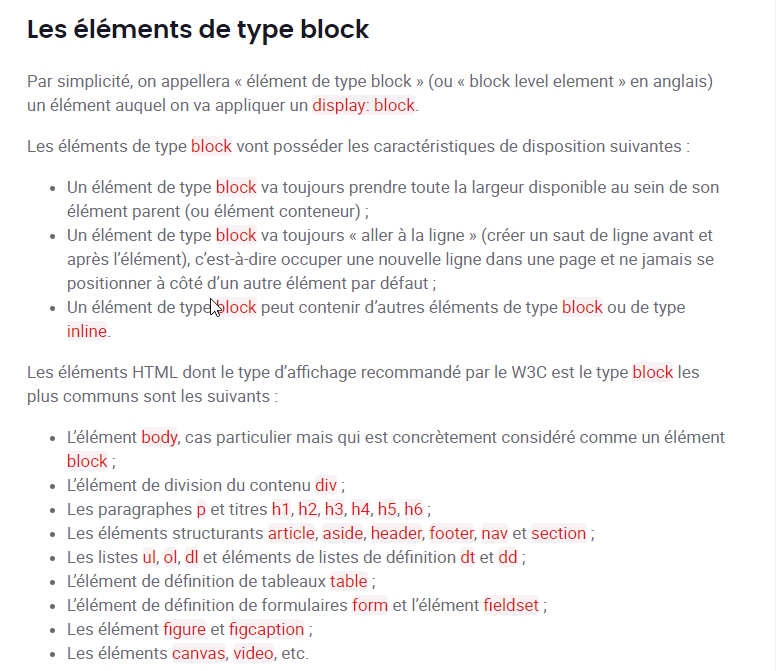 Les éléments de type block
Par simplicité, on appellera « élément de type block » (ou « block level element » en anglais)
un élément auquel on va appliquer un display: block.
Les éléments de type block vont posséder les caractéristiques de disposition suivantes :
• Un élément de type block va toujours prendre toute la largeur disponible au sein de son
élément parent (ou élément conteneur) ;
• Un élément de type block va toujours « aller à la ligne » (créer un saut de ligne avant et
après l’élément), c’est-à-dire occuper une nouvelle ligne dans une page et ne jamais se
positionner à côté d’un autre élément par défaut ;
• Un élément de type block peut contenir d’autres éléments de type block ou de type
inline.
Les éléments HTML dont le type d’affichage recommandé par le W3C est le type block les
plus communs sont les suivants :
• L’élément body, cas particulier mais qui est concrètement considéré comme un élément
block ;
• L’élément de division du contenu div ;
• Les paragraphes p et titres h1, h2, h3, h4, h5, h6 ;
• Les éléments structurants article, aside, header, footer, nav et section ;
• Les listes ul, ol, dl et éléments de listes de définition dt et dd ;
• L’élément de définition de tableaux table ;
• L’élément de définition de formulaires form et l’élément fieldset ;
• Les élément figure et figcaption ;
• Les éléments canvas, video, etc.